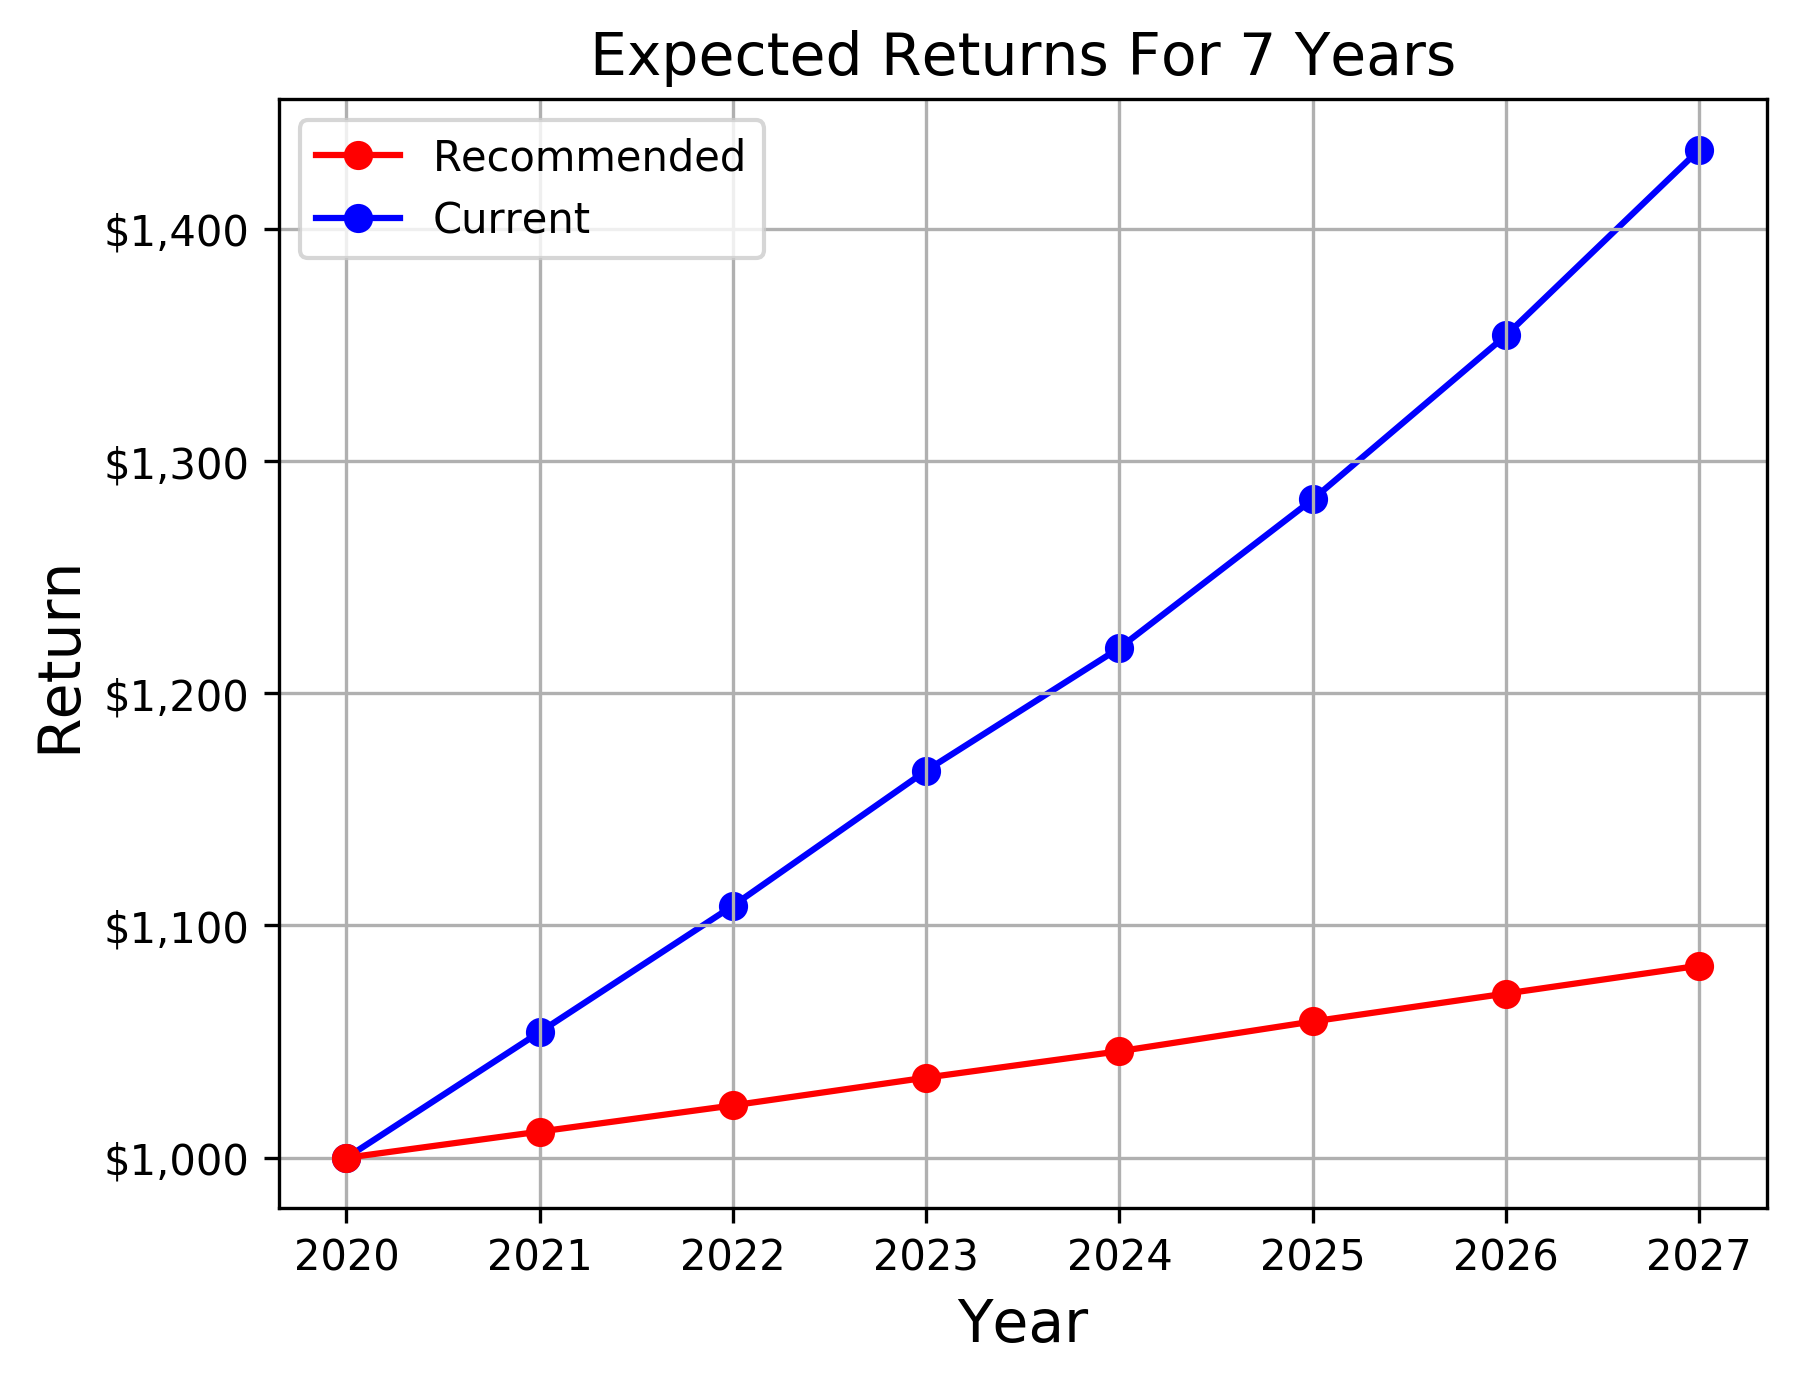 Expected Returns For 7 Years
Recommended
Current
$1,400
$1,300
$1,200
$1,100
$1,000
Return
2020 2021 2022 2023 2024 2025 2026 2027
Year